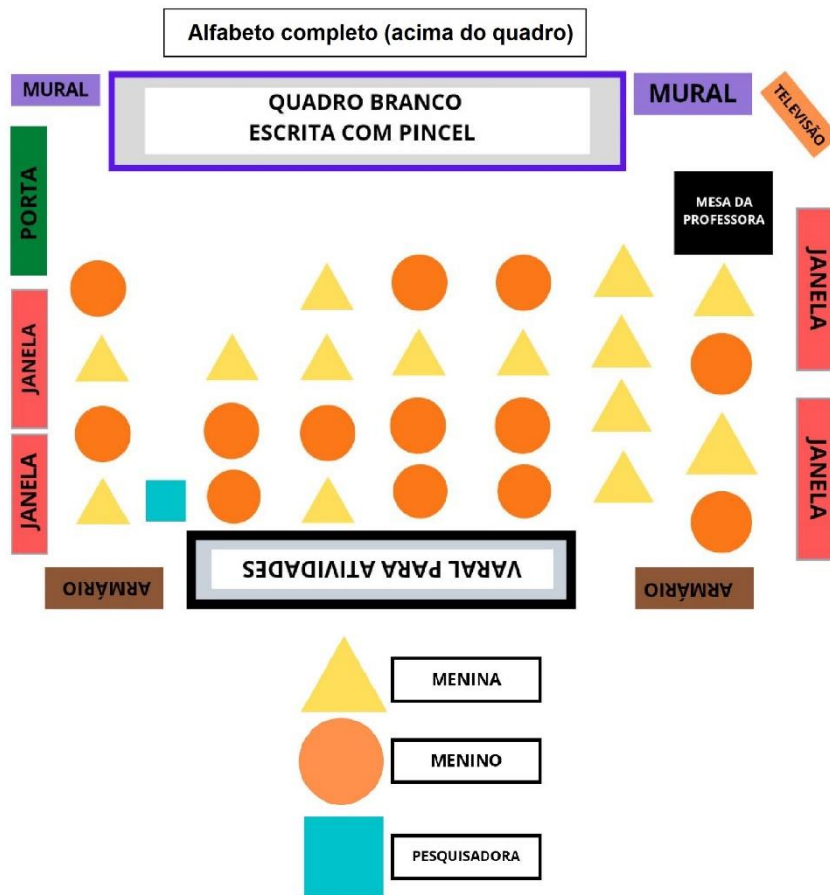 Alfabeto completo (acima do quadro)
MURAL
QUADRO BRANCO
ESCRITA COM PINCEL
MURAL
TELEVISÃO
PORTA
MESA DA
PROFESSORA
JANELA
JANELA
JANELA
JANELA
VARAL PARA ATIVIDADES
ARMÁRIO
ARMÁRIO
MENINA
MENINO
PESQUISADORA